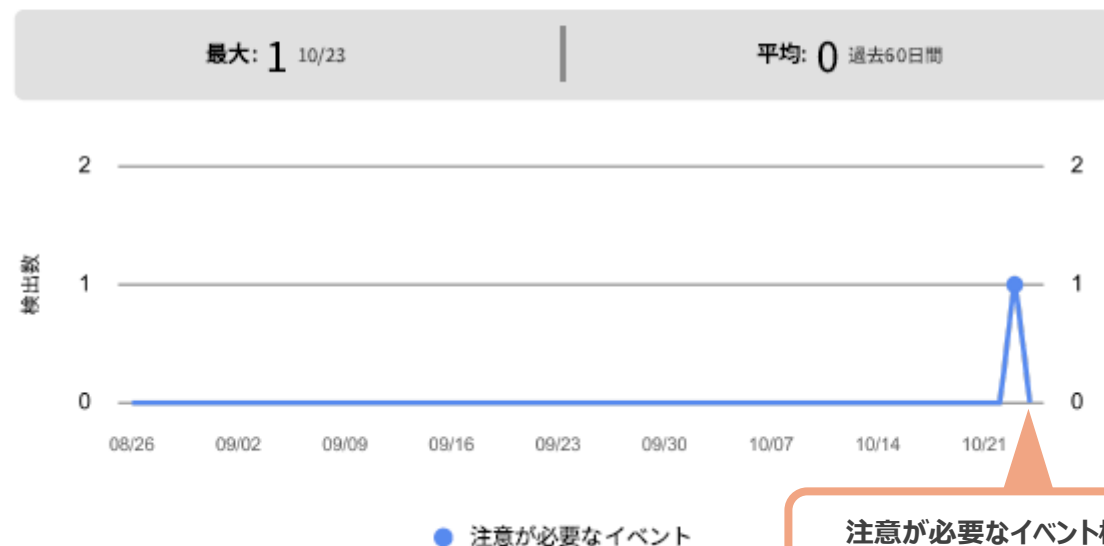 最大: 1 10/23
平均: 0 過去60日間
2 2
検出数
1 1
0 0
08/26 09/02 09/09 09/16 09/23 09/30 10/07 10/14 10/21
注意が必要なイベント
注意が必要なイベント